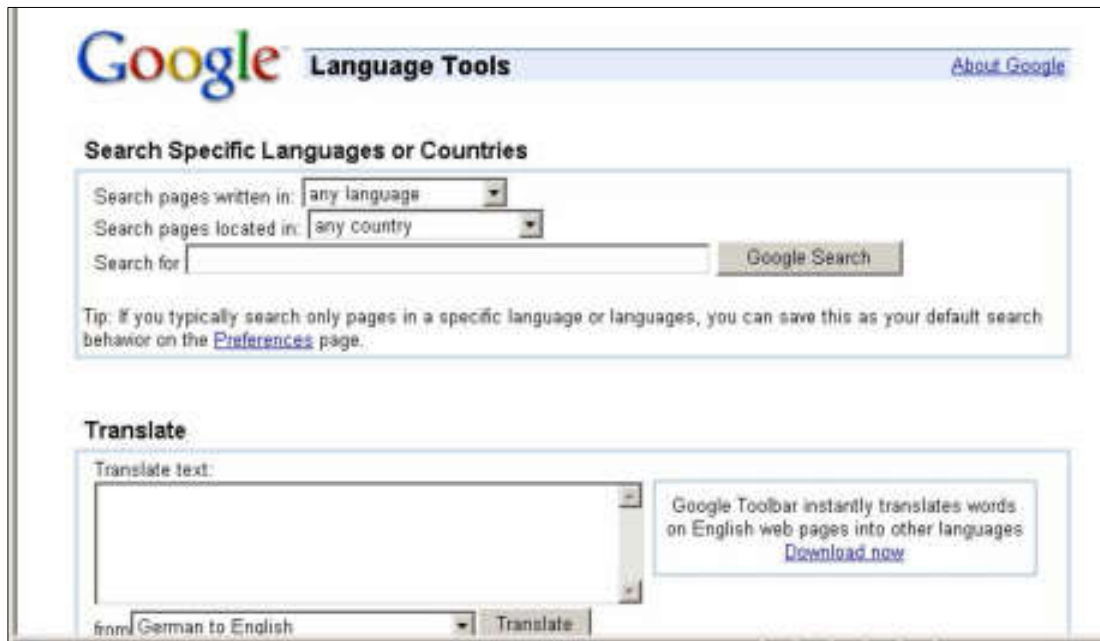 Google Language Tools About Google
Search Specific Languages or Countries
Search pages written in: any language
Search pages located in: any country
Search for Google Search
Tip: If you typically search only pages in a specific language or languages, you can save this as your default search
behavior on the Preferences page.
Translate
Translate text:
Google Toolbar instantly translates words
on English web pages into other languages
Download now
from German to English Translate